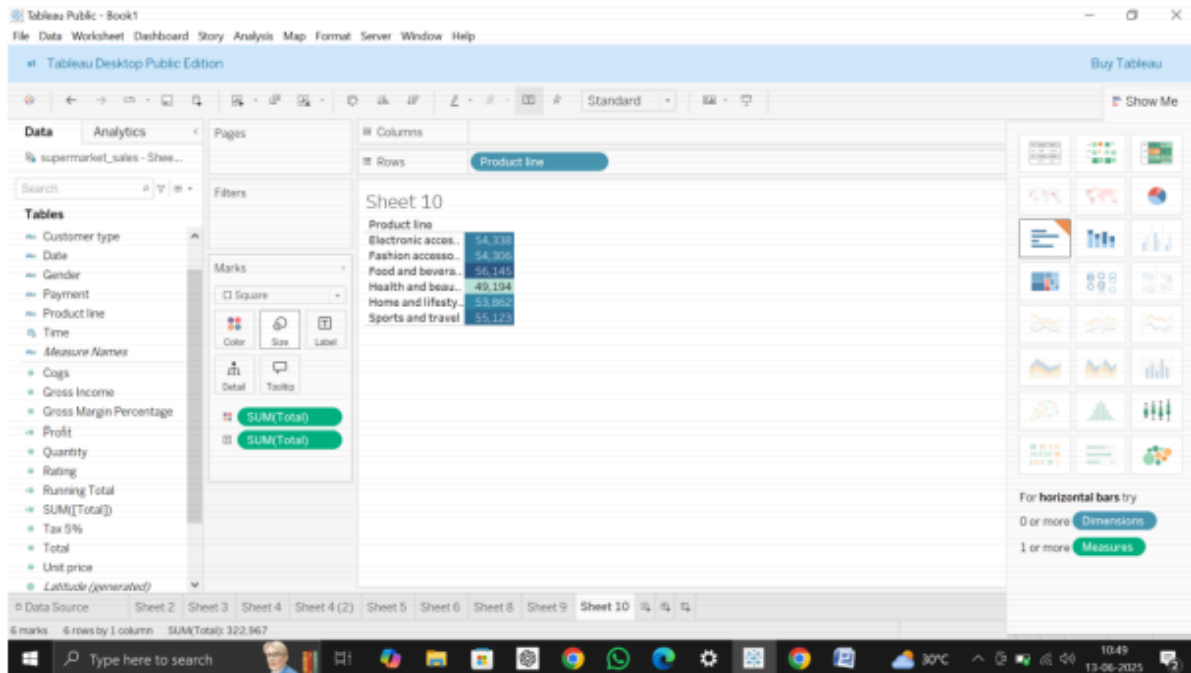 Tableau Public - Book1
File Data Worksheet Dashboard Story Analysis Map Format Server Window Help
Tableau Desktop Public Edition Buy Tableau
Standard Show Me
Data Analytics Pages Columns
supermarket_sales - Shee... Rows Product line
Search Filters
Sheet 10
Tables
Product line
Customer type
Electronic acces.. 54,338
Date
Fashion accesso.. 54,306
Gender
Marks
Food and bevera.. 56,145
Payment
Square
Health and beau.. 49,194
Product line
Home and lifesty.. 53,862
Time
Sports and travel 55,123
Measure Names
Color Size Label
Cogs
Detail Tooltip
Gross Income
Gross Margin Percentage
SUM(Total)
Profit
SUM(Total)
Quantity
Rating
Running Total
SUM([Total])
Tax 5%
Total
Unit price
Latitude (generated)
For horizontal bars try
0 or more Dimensions
1 or more Measures
Data Source Sheet 2 Sheet 3 Sheet 4 Sheet 4 (2) Sheet 5 Sheet 6 Sheet 8 Sheet 9 Sheet 10
6 marks 6 rows by 1 column SUM(Total): 322,967
Type here to search 30°C 10:49
13-06-2025
2